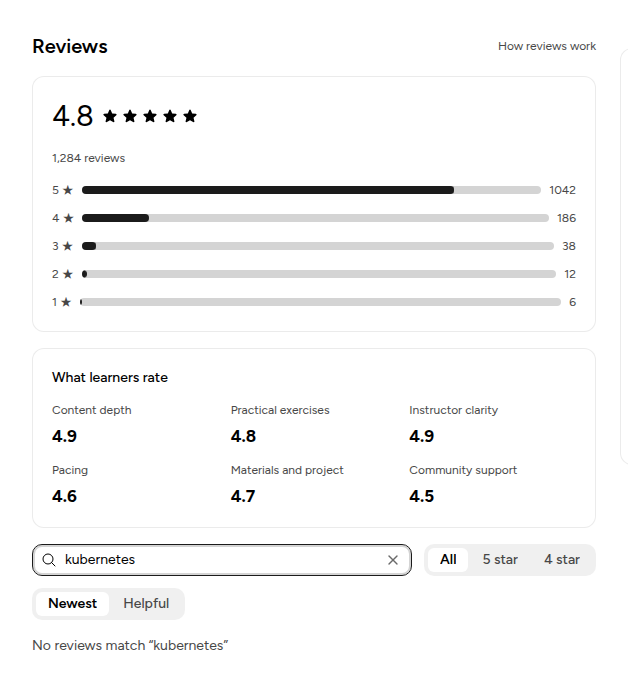 Reviews
How reviews work
4.8
1,284 reviews
5 ★ 1042
4 ★ 186
3 ★ 38
2 ★ 12
1 ★ 6
What learners rate
Content depth Practical exercises Instructor clarity
4.9 4.8 4.9
Pacing Materials and project Community support
4.6 4.7 4.5
kubernetes
All 5 star 4 star
Newest Helpful
No reviews match “kubernetes”